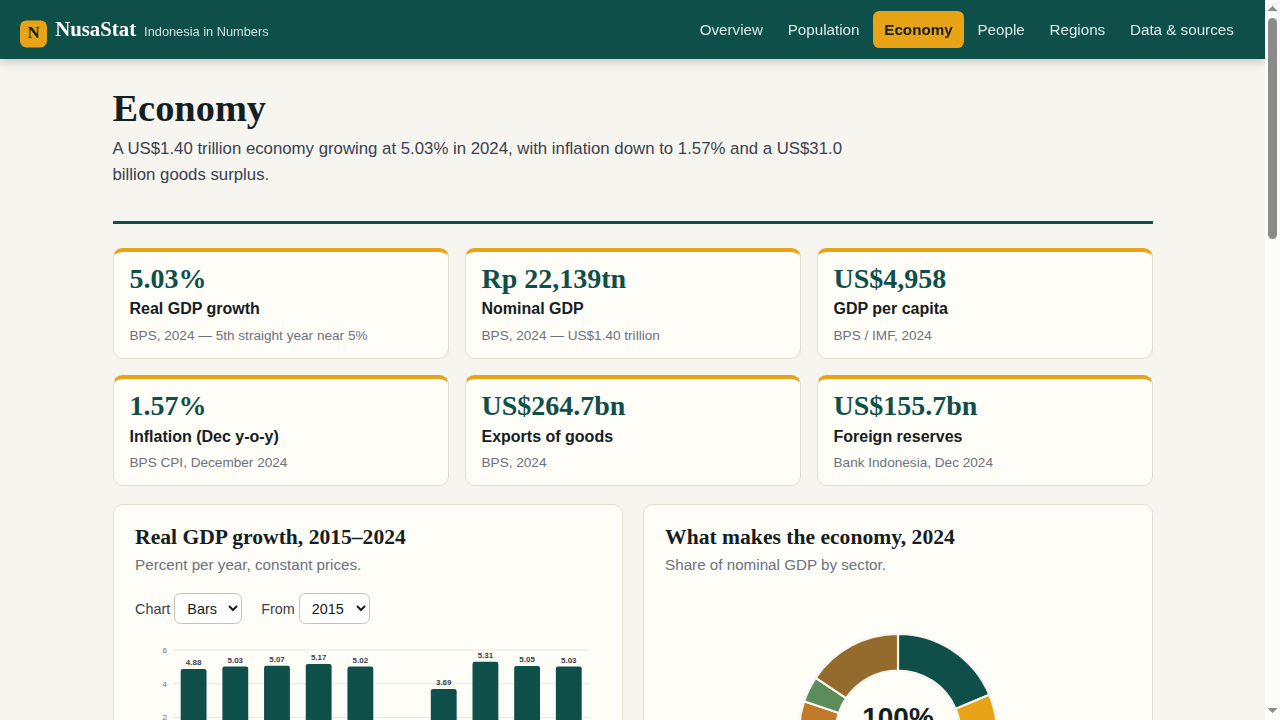 N NusaStat Indonesia in Numbers
Overview Population Economy People Regions Data & sources
Economy
A US$1.40 trillion economy growing at 5.03% in 2024, with inflation down to 1.57% and a US$31.0
billion goods surplus.
5.03%
Real GDP growth
BPS, 2024 — 5th straight year near 5%
Rp 22,139tn
Nominal GDP
BPS, 2024 — US$1.40 trillion
US$4,958
GDP per capita
BPS / IMF, 2024
1.57%
Inflation (Dec y-o-y)
BPS CPI, December 2024
US$264.7bn
Exports of goods
BPS, 2024
US$155.7bn
Foreign reserves
Bank Indonesia, Dec 2024
Real GDP growth, 2015–2024
Percent per year, constant prices.
Chart Bars From 2015
6
4.88 5.03 5.07 5.17 5.02 3.69 5.31 5.05 5.03
4
2
What makes the economy, 2024
Share of nominal GDP by sector.
100%